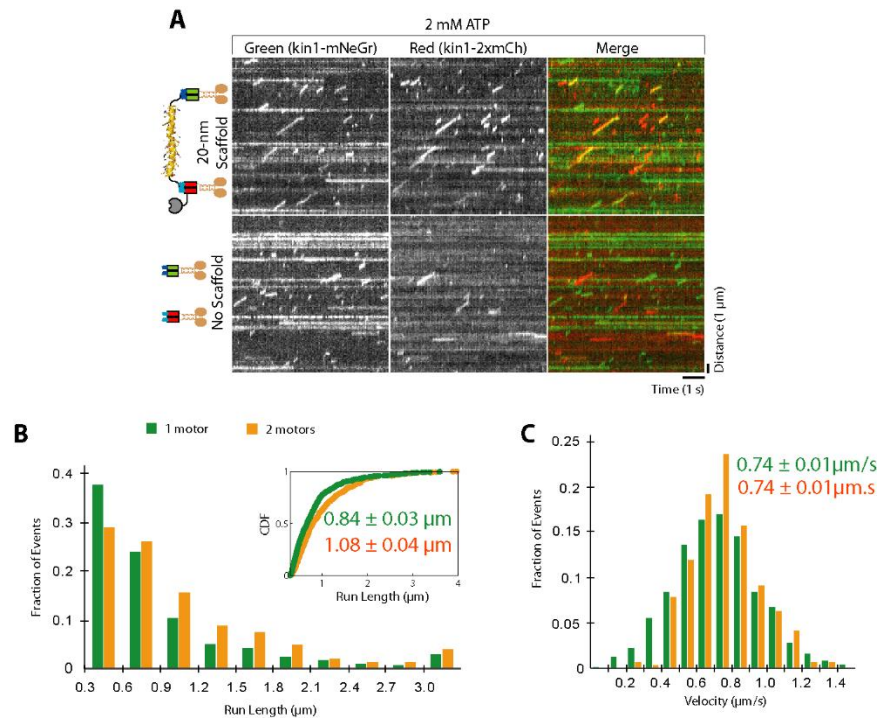 A
2 mM ATP
Green (kin1-mNeGr)
Red (kin1-2xmCh)
Merge
20-nm
Scaffold
No Scaffold
Distance (1 µm)
Time (1 s)
B
1 motor
2 motors
Fraction of Events
0.4
0.3
0.2
0.1
0
0.3
0.6
0.9
1.2
1.5
1.8
2.1
2.4
2.7
3.0
Run Length (µm)
CDF
1
0.5
0
1
2
3
4
Run Length (µm)
0.84 ± 0.03 µm
1.08 ± 0.04 µm
C
Fraction of Events
0.25
0.2
0.15
0.1
0.05
0
0.2
0.4
0.6
0.8
1.0
1.2
1.4
Velocity (µm/s)
0.74 ± 0.01µm/s
0.74 ± 0.01µm.s